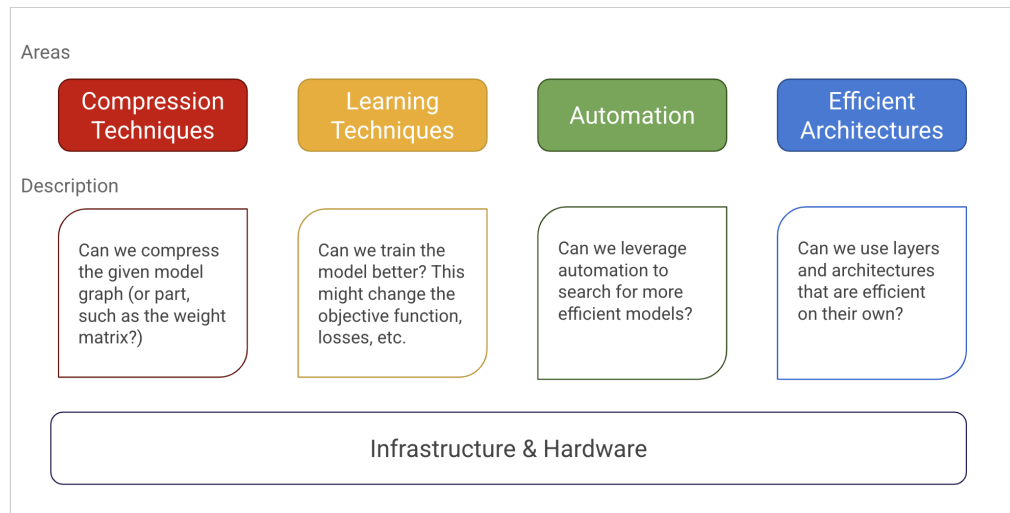 Areas
Compression
Techniques
Learning
Techniques
Automation
Efficient
Architectures
Description
Can we compress
the given model
graph (or part,
such as the weight
matrix?)
Can we train the
model better? This
might change the
objective function,
losses, etc.
Can we leverage
automation to
search for more
efficient models?
Can we use layers
and architectures
that are efficient
on their own?
Infrastructure & Hardware